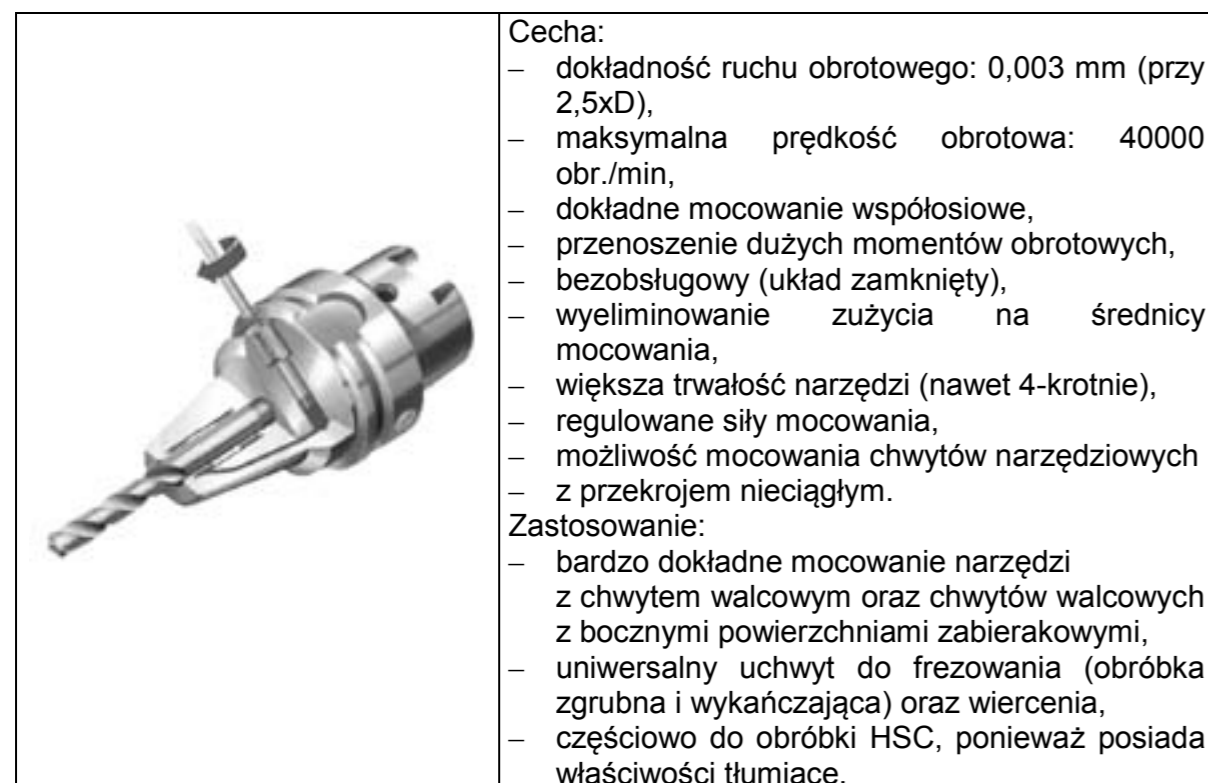 Cecha:
– dokładność ruchu obrotowego: 0,003 mm (przy
2,5xD),
– maksymalna prędkość obrotowa: 40000
obr./min,
– dokładne mocowanie współosiowe,
– przenoszenie dużych momentów obrotowych,
– bezobsługowy (układ zamknięty),
– wyeliminowanie zużycia na średnicy
mocowania,
– większa trwałość narzędzi (nawet 4-krotnie),
– regulowane siły mocowania,
– możliwość mocowania chwytów narzędziowych
– z przekrojem nieciągłym.
Zastosowanie:
– bardzo dokładne mocowanie narzędzi
z chwytem walcowym oraz chwytów walcowych
z bocznymi powierzchniami zabierakowymi,
– uniwersalny uchwyt do frezowania (obróbka
zgrubna i wykańczająca) oraz wiercenia,
– częściowo do obróbki HSC, ponieważ posiada
właściwości tłumiące.